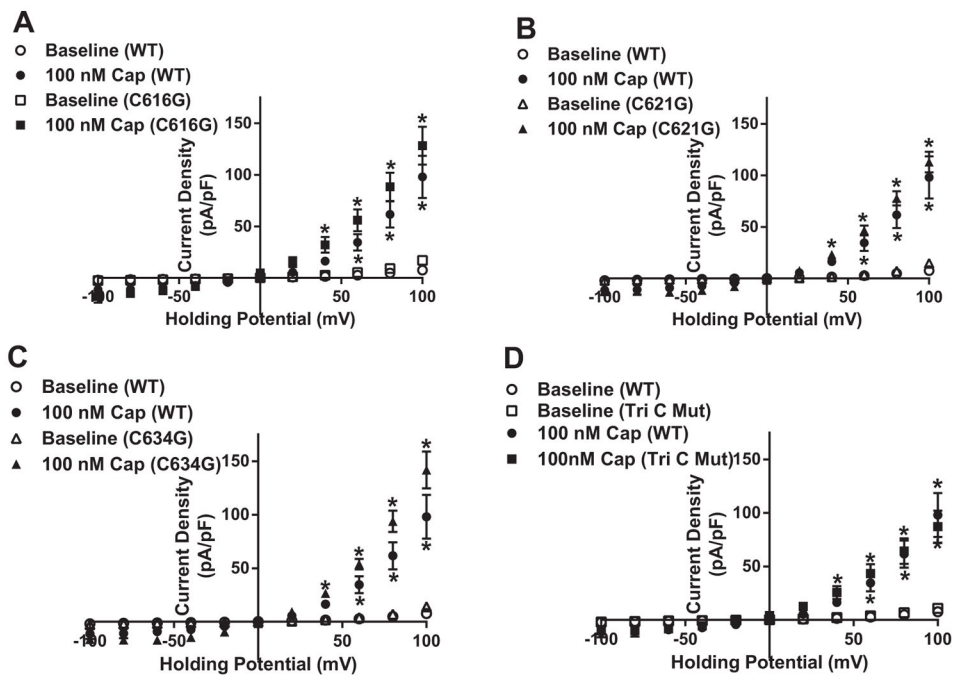 A
Baseline (WT)
100 nM Cap (WT)
Baseline (C616G)
100 nM Cap (C616G)
Current Density
(pA/pF)
150
100
50
-100
-50
50
100
Holding Potential (mV)
* * * * * * *
B
Baseline (WT)
100 nM Cap (WT)
Baseline (C621G)
100 nM Cap (C621G)
Current Density
(pA/pF)
150
100
50
-100
-50
50
100
Holding Potential (mV)
* * * * * * *
C
Baseline (WT)
100 nM Cap (WT)
Baseline (C634G)
100 nM Cap (C634G)
Current Density
(pA/pF)
150
100
50
-100
-50
50
100
Holding Potential (mV)
* * * * * * *
D
Baseline (WT)
Baseline (Tri C Mut)
100 nM Cap (WT)
100nM Cap (Tri C Mut)
Current Density
(pA/pF)
150
100
50
-100
-50
50
100
Holding Potential (mV)
* * * * * * *